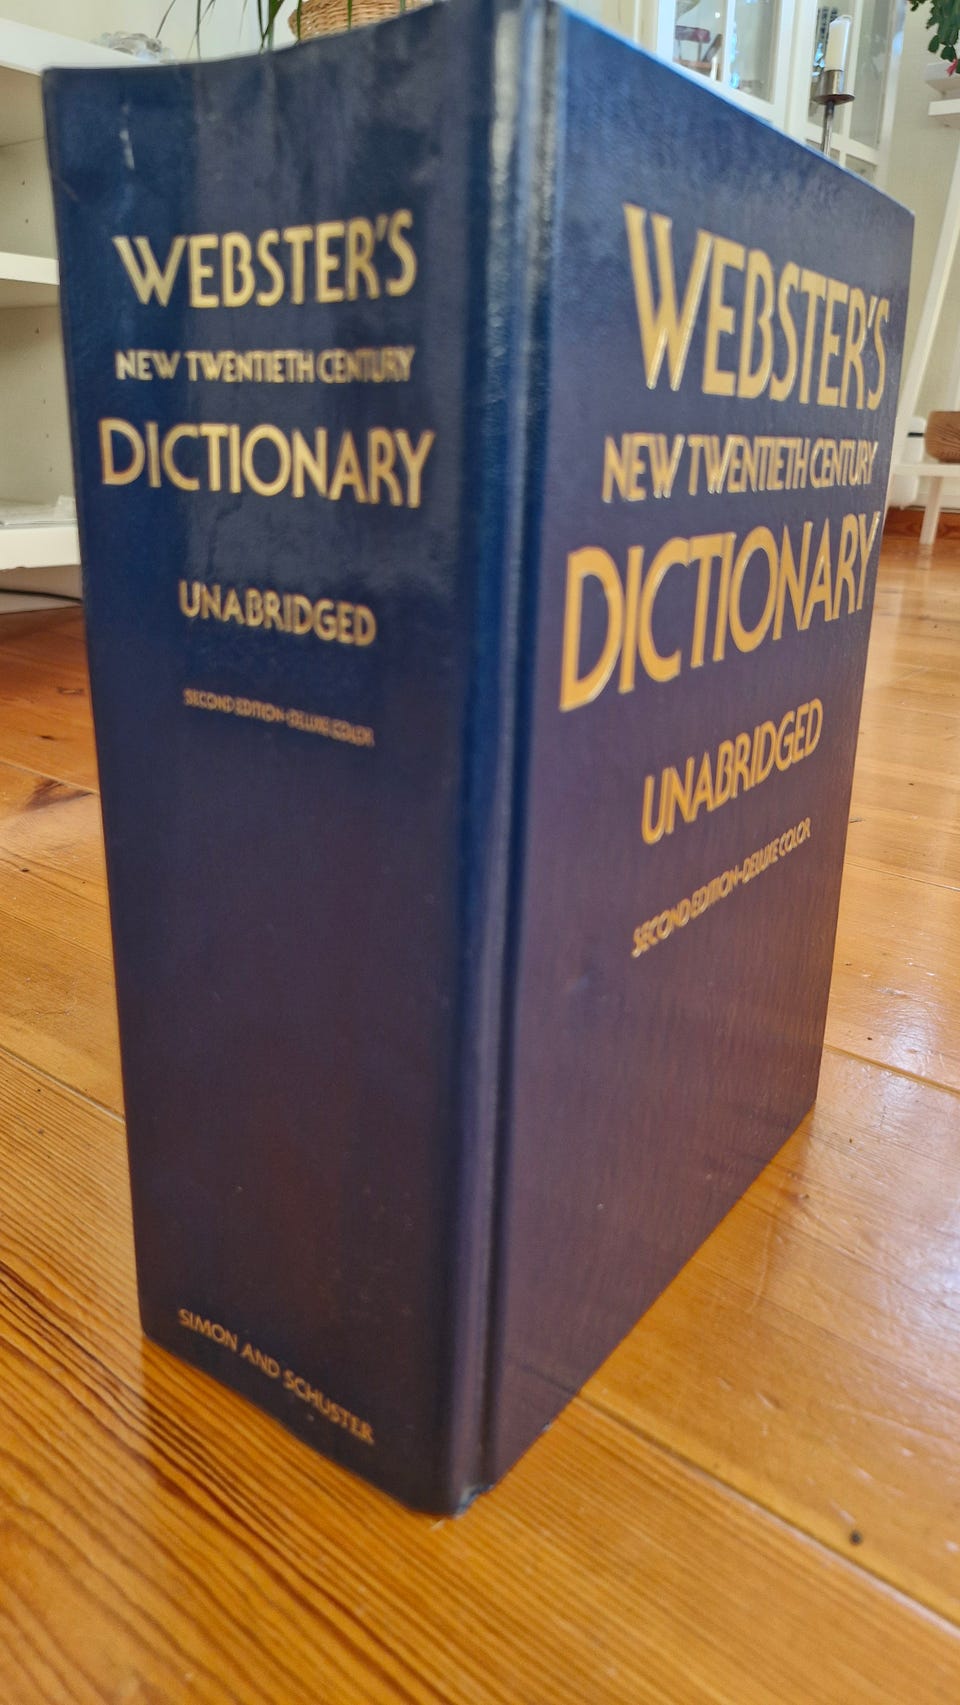 WEBSTER'S
NEW TWENTIETH CENTURY
DICTIONARY
UNABRIDGED
SECOND EDITION-DELUXE COLOR
SIMON AND SCHUSTER
WEBSTER'S
NEW TWENTIETH CENTURY
DICTIONARY
UNABRIDGED
SECOND EDITION-DELUXE COLOR